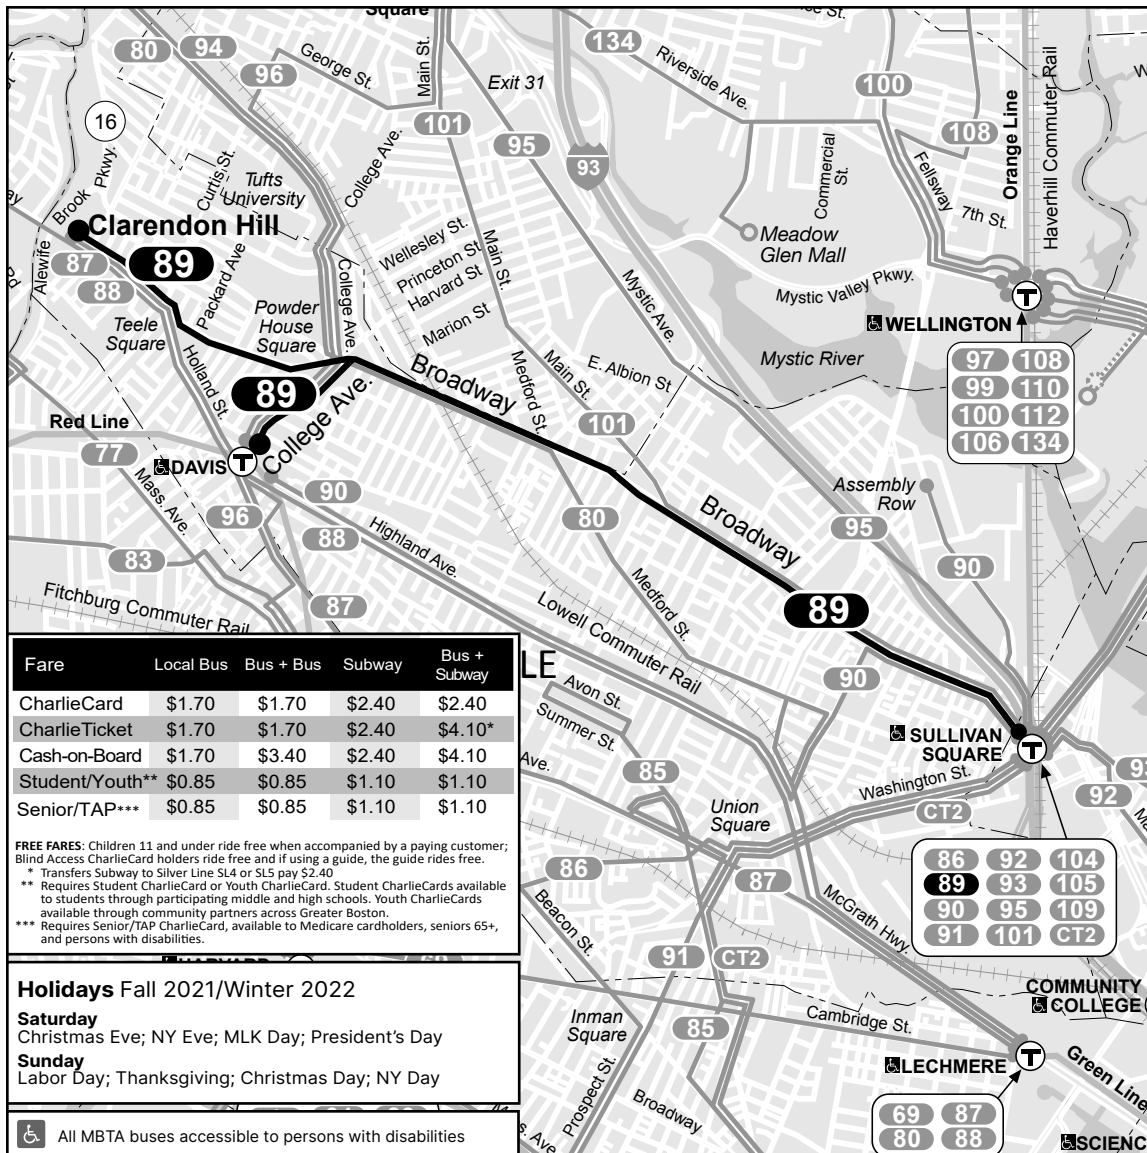 Square
80
94
96
George St.
Main St.
101
Exit 31
95
134
Riverside Ave.
ce St.
100
108
Orange Line
Haverhill Commuter Rail
16
Alewife
Brook
Pkwy.
Curtis St.
Tufts
University
College Ave.
93
Commercial
St.
Fellsway
7th St.
Clarendon Hill
87
89
88
Packard Ave
Wellesley St.
Princeton St
Harvard St
Marion St
Main St.
Meadow
Glen Mall
Mystic Valley Pkwy.
Mystic Ave.
WELLINGTON
Mystic River
97 108
99 110
100 112
106 134
Teele
Square
Powder
House
Square
College Ave.
Holland St.
89
College Ave.
Broadway
Medford St.
Main St.
E. Albion St
101
Red Line
77
DAVIS
Mass. Ave.
96
90
88
Highland Ave.
80
Broadway
Assembly
Row
95
90
83
Fitchburg Commuter Rail
87
Medford St.
89
Lowell Commuter Rail
LE
Fare Local Bus Bus + Bus Subway Bus + Subway
CharlieCard $1.70 $1.70 $2.40 $2.40
CharlieTicket $1.70 $1.70 $2.40 $4.10*
Cash-on-Board $1.70 $3.40 $2.40 $4.10
Student/Youth** $0.85 $0.85 $1.10 $1.10
Senior/TAP*** $0.85 $0.85 $1.10 $1.10
FREE FARES: Children 11 and under ride free when accompanied by a paying customer;
Blind Access CharlieCard holders ride free and if using a guide, the guide rides free.
* Transfers Subway to Silver Line SL4 or SL5 pay $2.40
** Requires Student CharlieCard or Youth CharlieCard. Student CharlieCards available
to students through participating middle and high schools. Youth CharlieCards
available through community partners across Greater Boston.
*** Requires Senior/TAP CharlieCard, available to Medicare cardholders, seniors 65+,
and persons with disabilities.
Avon St.
Summer St.
Ave.
85
90
SULLIVAN
SQUARE
Washington St.
CT2
92
Union
Square
86
87
McGrath Hwy.
Beacon St.
86 92 104
89 93 105
90 95 109
91 101 CT2
91
CT2
85
Inman
Square
Prospect St.
Cambridge St.
Broadway
COMMUNITY
COLLEGE
LECHMERE
Green Line
69 87
80 88
SCIENC
Holidays Fall 2021/Winter 2022
Saturday
Christmas Eve; NY Eve; MLK Day; President's Day
Sunday
Labor Day; Thanksgiving; Christmas Day; NY Day
All MBTA buses accessible to persons with disabilities
s. Ave.